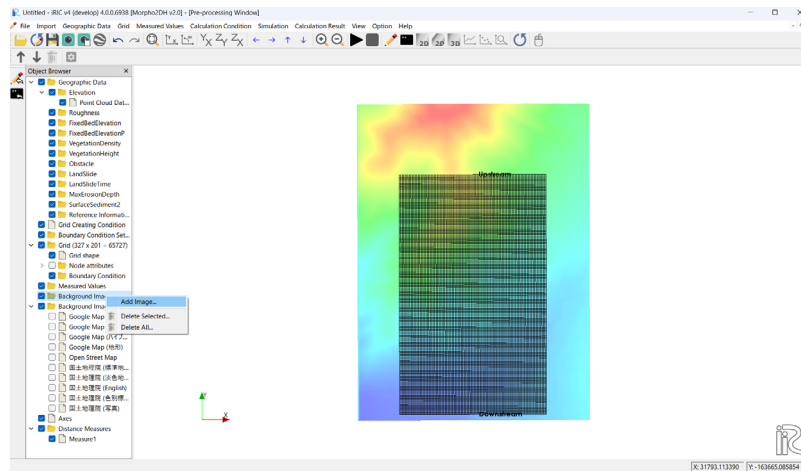 Untitled - iRIC v4 (develop) 4.0.0.6938 [Morpho2DH v2.0] - [Pre-processing Window]
File Import Geographic Data Grid Measured Values Calculation Condition Simulation Calculation Result View Option Help
Object Browser
Geographic Data
Elevation
Point Cloud Dat...
Roughness
FixedBedElevation
FixedBedElevationP
VegetationDensity
VegetationHeight
Obstacle
LandSlide
LandSlideTime
MaxErosionDepth
SurfaceSediment2
Reference Informati...
Grid Creating Condition
Boundary Condition Set...
Grid (327 x 201 = 65727)
Grid shape
Node attributes
Boundary Condition
Measured Values
Background Ima
Add Image...
Background Ima
Delete Selected...
Delete All...
Google Map
Google Map
Google Map (ハイブ...
Google Map (地形)
Open Street Map
国土地理院 (標準地...
国土地理院 (淡色地...
国土地理院 (English)
国土地理院 (色別標...
国土地理院 (写真)
Axes
Distance Measures
Measure1
Upstream
Downstream
Y
X
X: 31793.113390 Y: -163665.085854